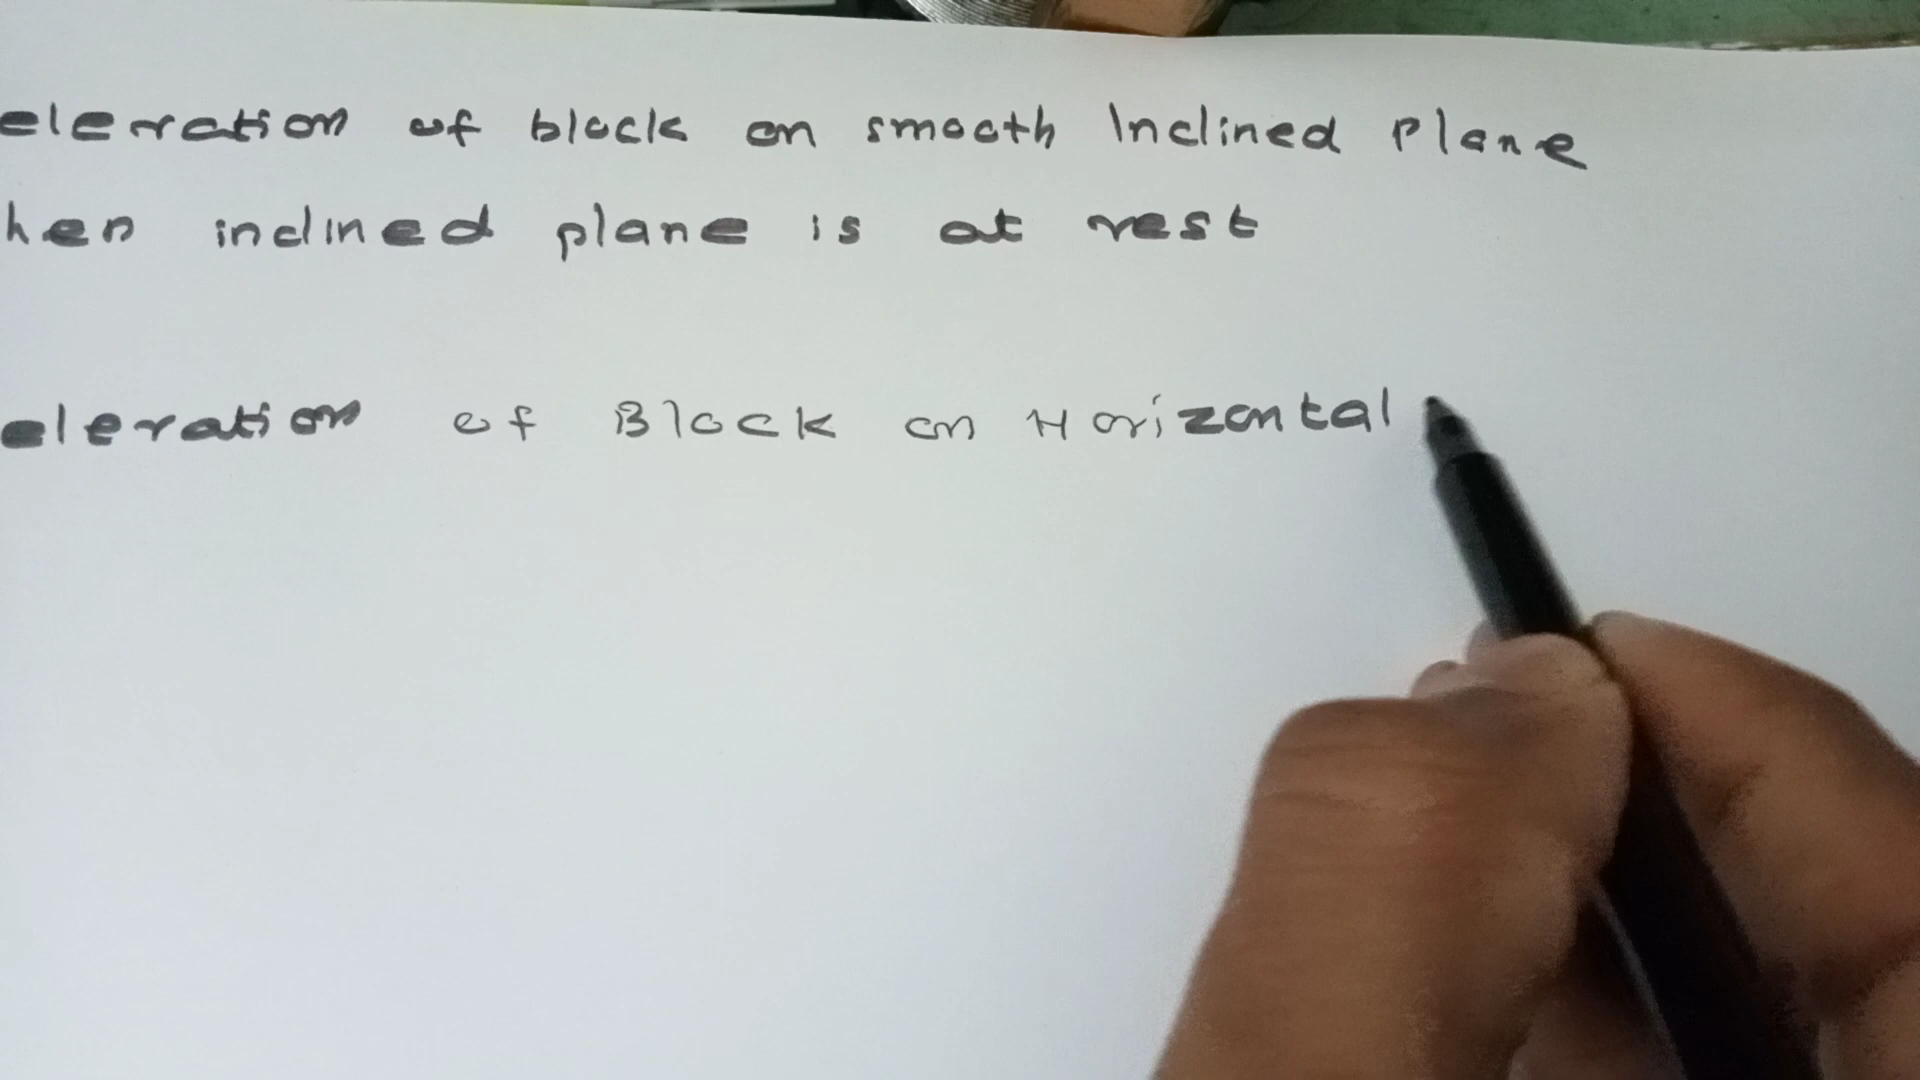 eleration of block on smooth Inclined Plane
hen inclined plane is at rest
eleration of Block on Horizontal